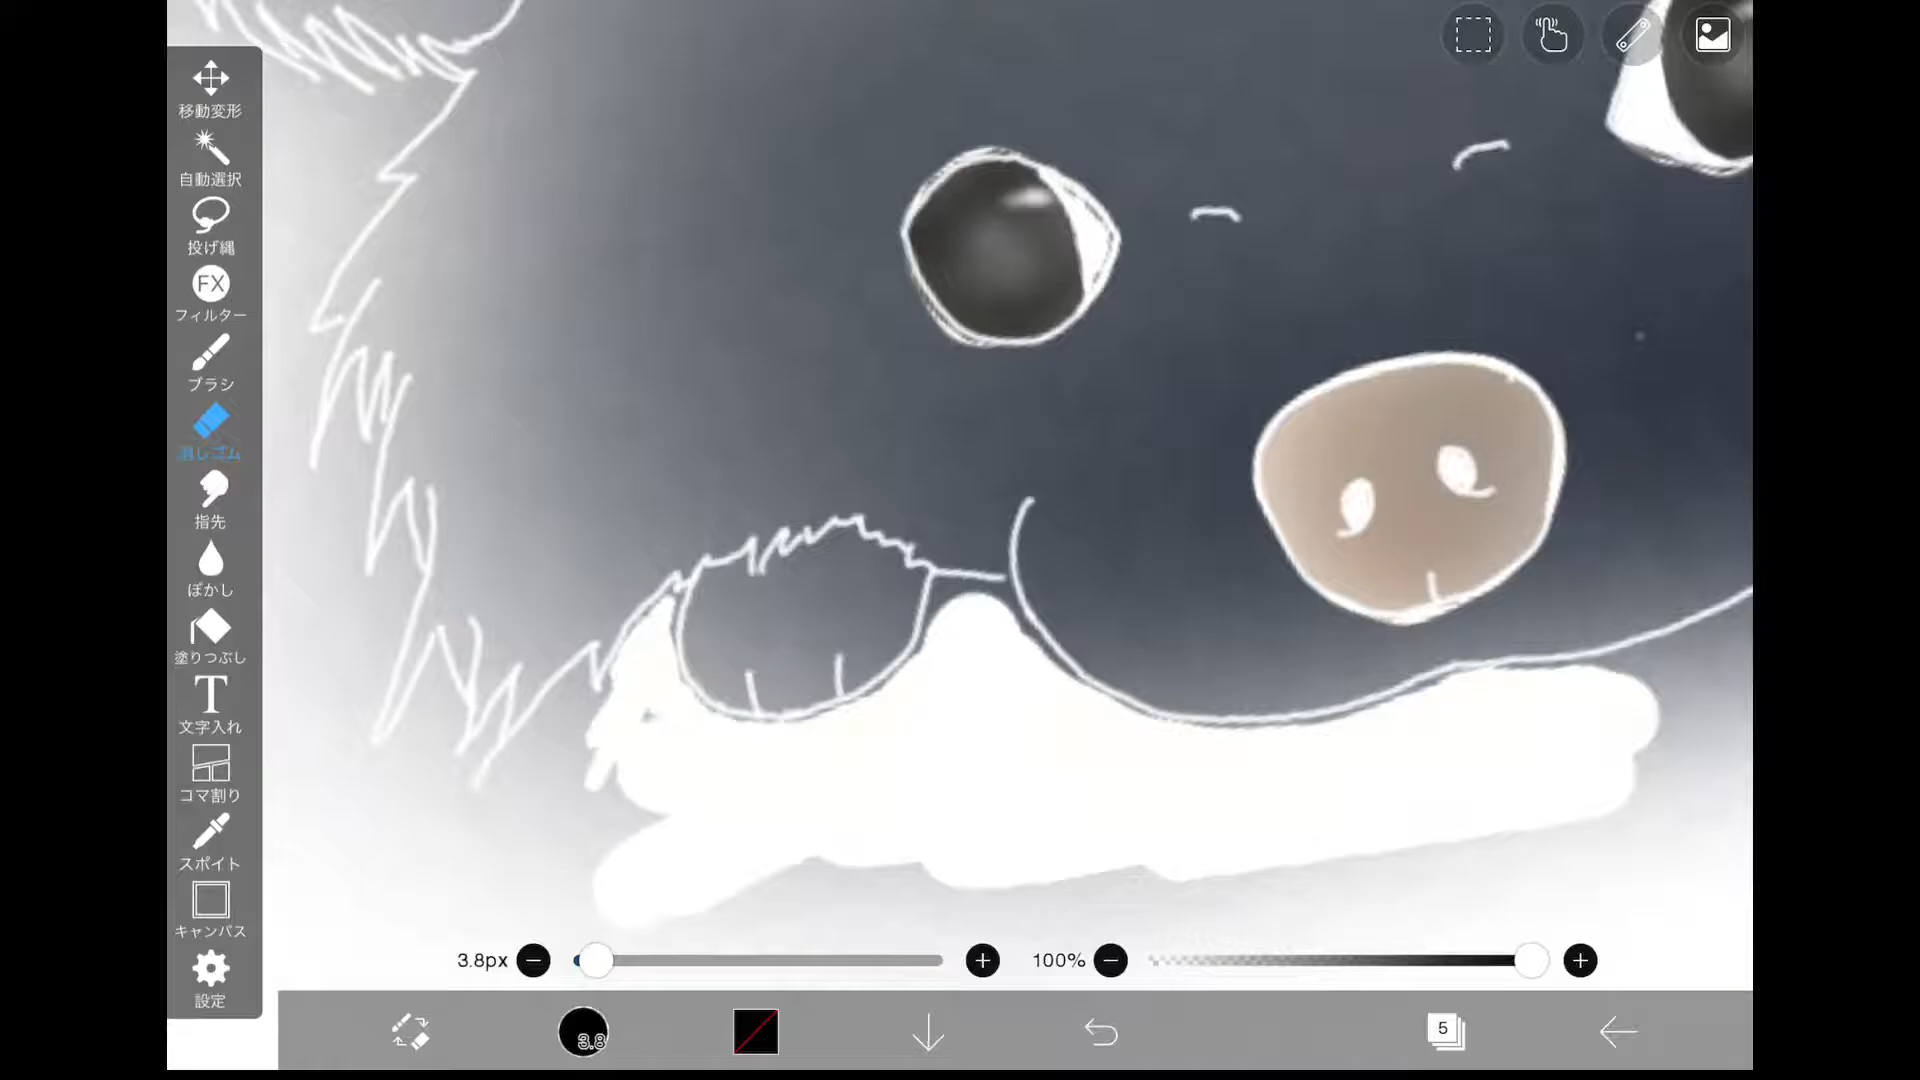 移動変形
自動選択
投げ縄
FX
フィルター
ブラシ
消しゴム
指先
ぼかし
塗りつぶし
T
文字入れ
コマ割り
スポイト
キャンバス
設定
3.8px
100%
3.8
5